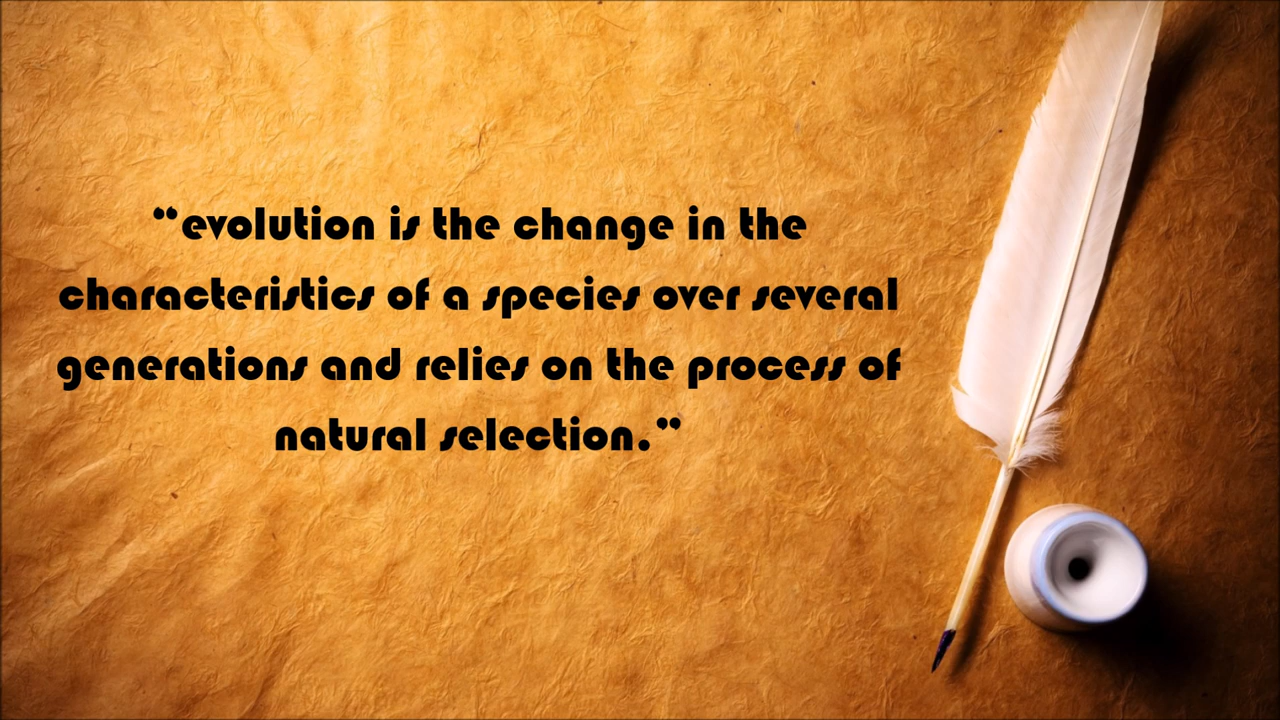 “evolution is the change in the
characteristics of a species over several
generations and relies on the process of
natural selection.”